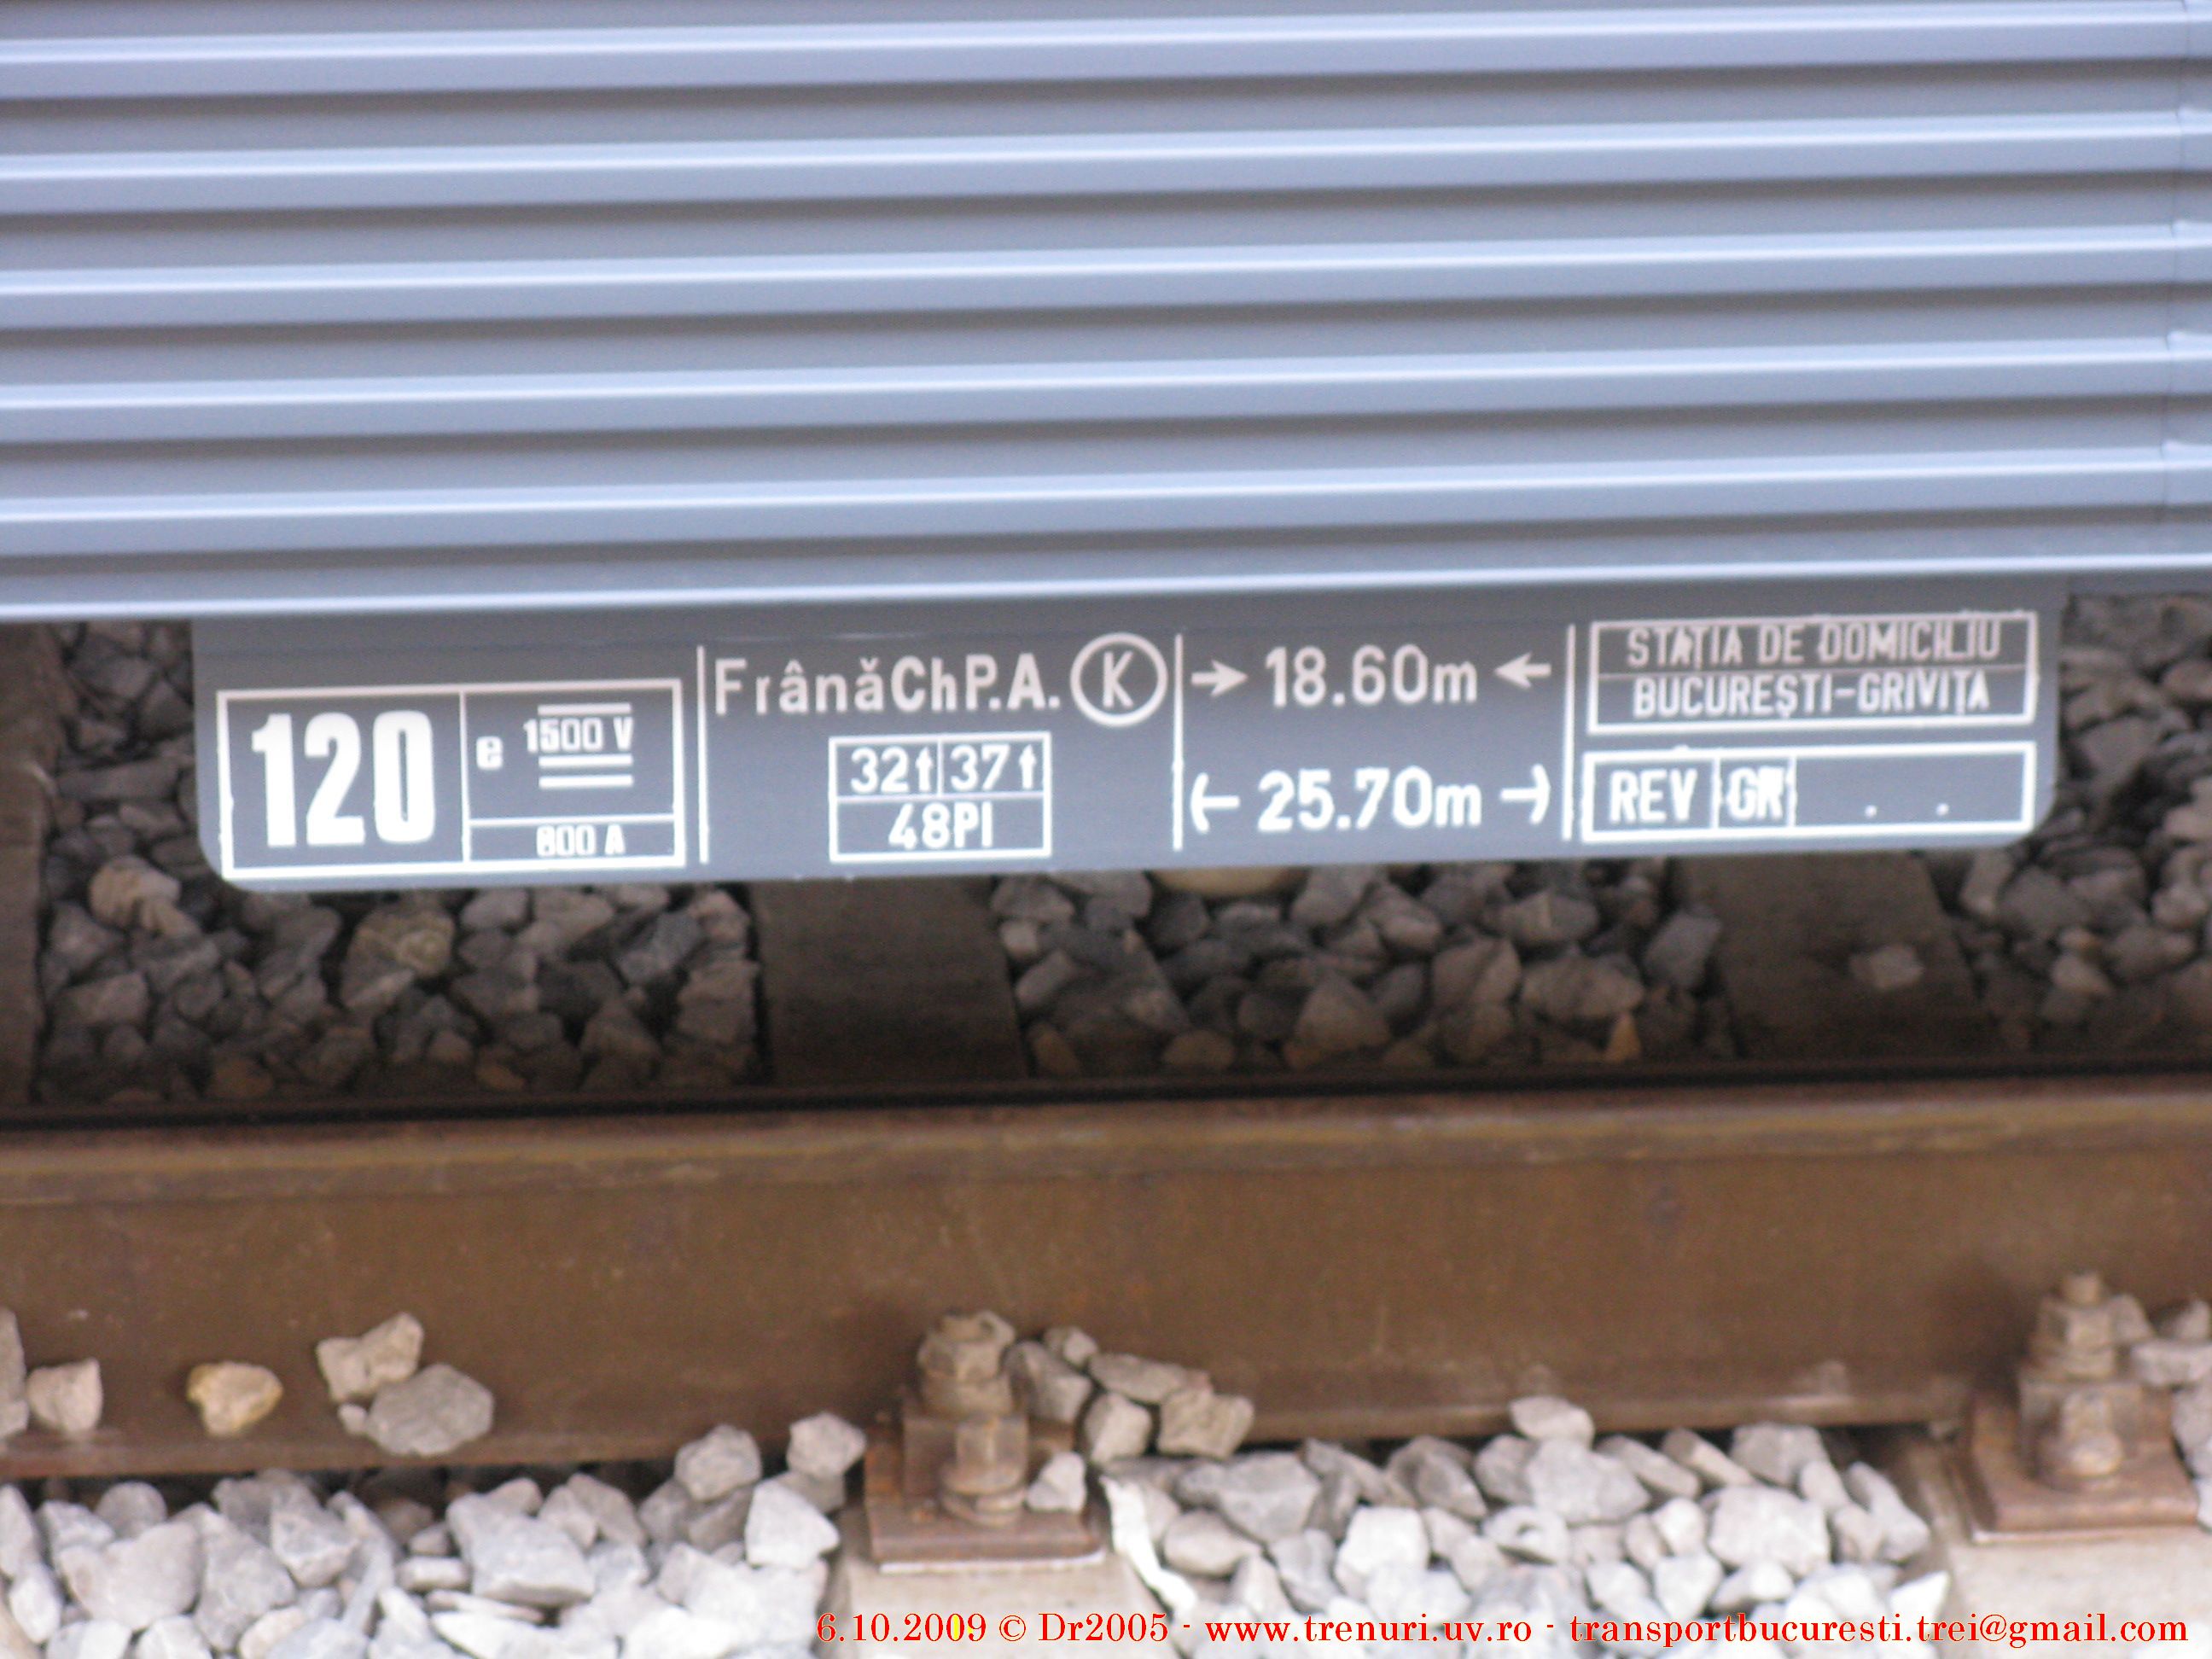 120 e 1500 V
800 A
FrânăChP.A. K
32t 37t
48Pl
→ 18.60m ←
25.70m
STAȚIA DE DOMICILIU
BUCUREȘTI-GRIVIȚA
REV GR . .
6.10.2009 © Dr2005 - www.trenuri.uv.ro - transportbucuresti.trei@gmail.com